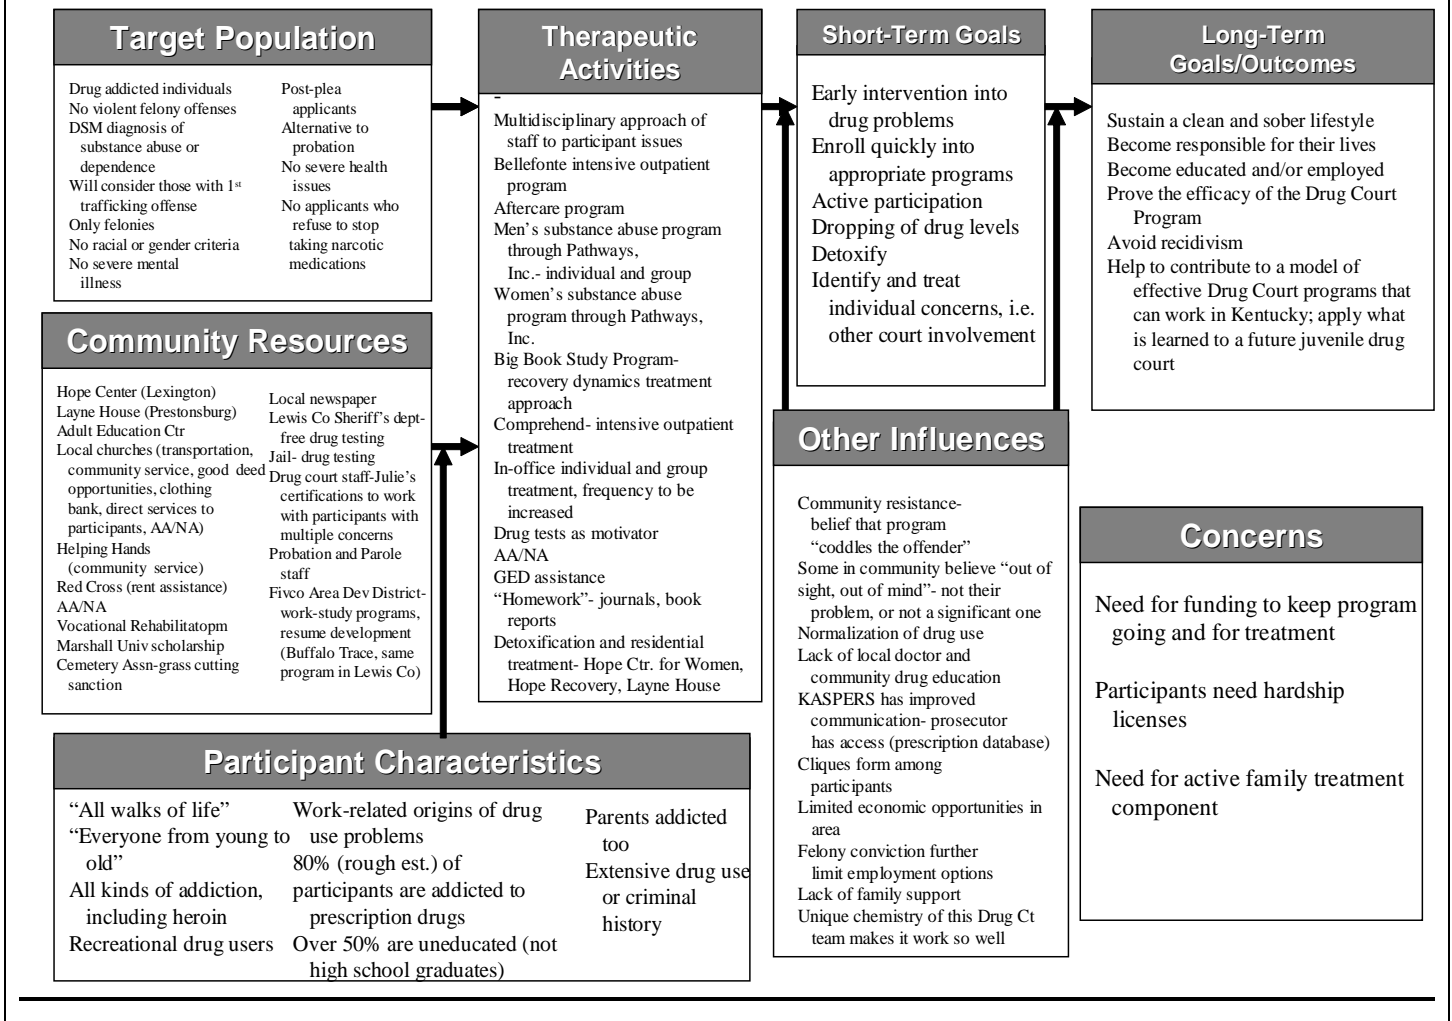 Target Population
Drug addicted individuals
No violent felony offenses
DSM diagnosis of
substance abuse or
dependence
Will consider those with 1st
trafficking offense
Only felonies
No racial or gender criteria
No severe mental
illness
Post-plea
applicants
Alternative to
probation
No severe health
issues
No applicants who
refuse to stop
taking narcotic
medications
Community Resources
Hope Center (Lexington)
Layne House (Prestonsburg)
Adult Education Ctr
Local churches (transportation,
community service, good deed
opportunities, clothing
bank, direct services to
participants, AA/NA)
Helping Hands
(community service)
Red Cross (rent assistance)
AA/NA
Vocational Rehabilitatopm
Marshall Univ scholarship
Cemetery Assn-grass cutting
sanction
Local newspaper
Lewis Co Sheriff's dept-
free drug testing
Jail- drug testing
Drug court staff-Julie's
certifications to work
with participants with
multiple concerns
Probation and Parole
staff
Fivco Area Dev District-
work-study programs,
resume development
(Buffalo Trace, same
program in Lewis Co)
Therapeutic
Activities
-
Multidisciplinary approach of
staff to participant issues
Bellefonte intensive outpatient
program
Aftercare program
Men's substance abuse program
through Pathways,
Inc.- individual and group
Women's substance abuse
program through Pathways,
Inc.
Big Book Study Program-
recovery dynamics treatment
approach
Comprehend- intensive outpatient
treatment
In-office individual and group
treatment, frequency to be
increased
Drug tests as motivator
AA/NA
GED assistance
“Homework”- journals, book
reports
Detoxification and residential
treatment- Hope Ctr. for Women,
Hope Recovery, Layne House
Short-Term Goals
Early intervention into
drug problems
Enroll quickly into
appropriate programs
Active participation
Dropping of drug levels
Detoxify
Identify and treat
individual concerns, i.e.
other court involvement
Long-Term
Goals/Outcomes
Sustain a clean and sober lifestyle
Become responsible for their lives
Become educated and/or employed
Prove the efficacy of the Drug Court
Program
Avoid recidivism
Help to contribute to a model of
effective Drug Court programs that
can work in Kentucky; apply what
is learned to a future juvenile drug
court
Other Influences
Community resistance-
belief that program
“coddles the offender”
Some in community believe “out of
sight, out of mind”- not their
problem, or not a significant one
Normalization of drug use
Lack of local doctor and
community drug education
KASPERS has improved
communication- prosecutor
has access (prescription database)
Cliques form among
participants
Limited economic opportunities in
area
Felony conviction further
limit employment options
Lack of family support
Unique chemistry of this Drug Ct
team makes it work so well
Concerns
Need for funding to keep program
going and for treatment
Participants need hardship
licenses
Need for active family treatment
component
Participant Characteristics
“All walks of life”
“Everyone from young to
old”
All kinds of addiction,
including heroin
Recreational drug users
Work-related origins of drug
use problems
80% (rough est.) of
participants are addicted to
prescription drugs
Over 50% are uneducated (not
high school graduates)
Parents addicted
too
Extensive drug use
or criminal
history